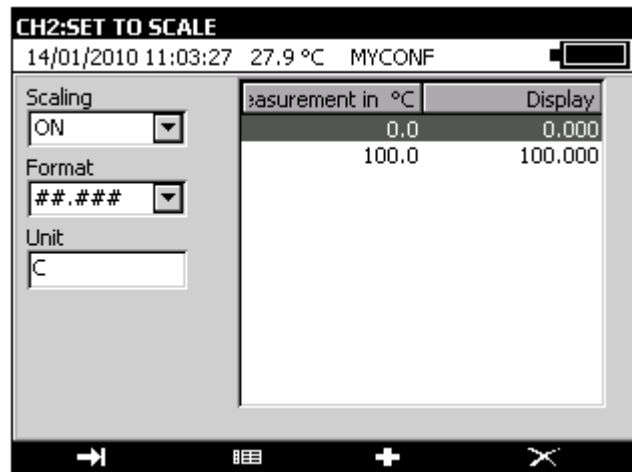 CH2:SET TO SCALE
14/01/2010 11:03:27 27.9 °C MYCONF
Scaling
ON
Format
##.###
Unit
C
easurement in °C Display
0.0 0.000
100.0 100.000